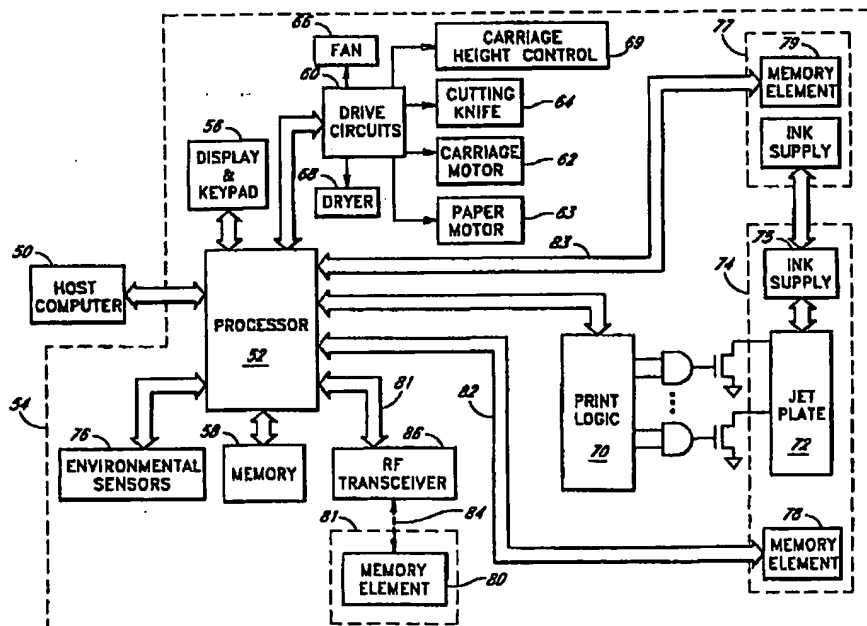 66
FAN
60
DRIVE
CIRCUITS
68
DRYER
CARRIAGE
HEIGHT CONTROL
69
CUTTING
KNIFE
64
CARRIAGE
MOTOR
62
PAPER
MOTOR
63
77
79
MEMORY
ELEMENT
INK
SUPPLY
56
DISPLAY
&
KEYPAD
83
50
HOST
COMPUTER
PROCESSOR
52
74
75
INK
SUPPLY
PRINT
LOGIC
70
JET
PLATE
72
54
76
ENVIRONMENTAL
SENSORS
58
MEMORY
81
82
86
RF
TRANSCEIVER
84
81
MEMORY
ELEMENT
80
78
MEMORY
ELEMENT